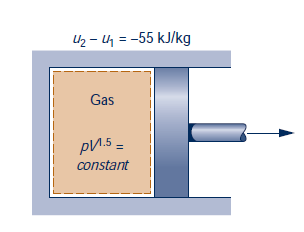 u₂ – u₁ = –55 kJ/kg
Gas
pV¹·⁵ =
constant